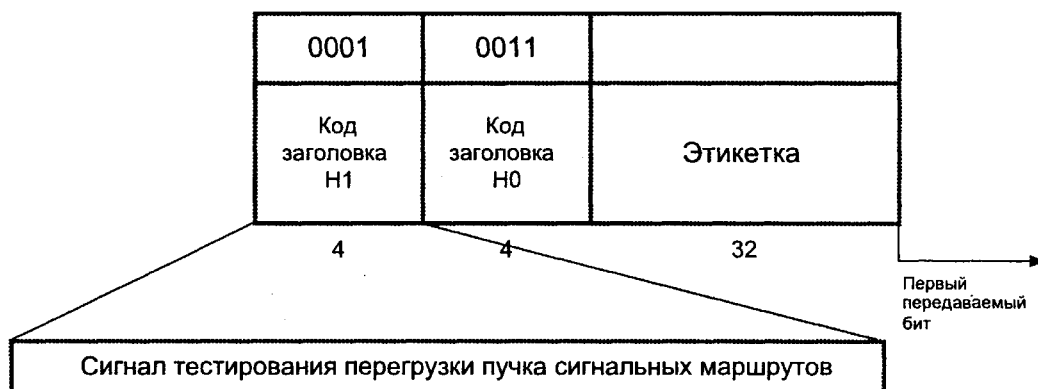 0001 0011
Код Код
заголовка заголовка Этикетка
H1 H0
4 4 32
Первый
передаваемый
бит
Сигнал тестирования перегрузки пучка сигнальных маршрутов